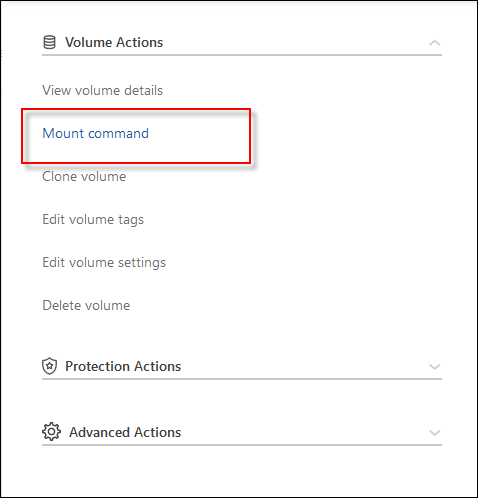 Volume Actions
View volume details
Mount command
Clone volume
Edit volume tags
Edit volume settings
Delete volume
Protection Actions
Advanced Actions